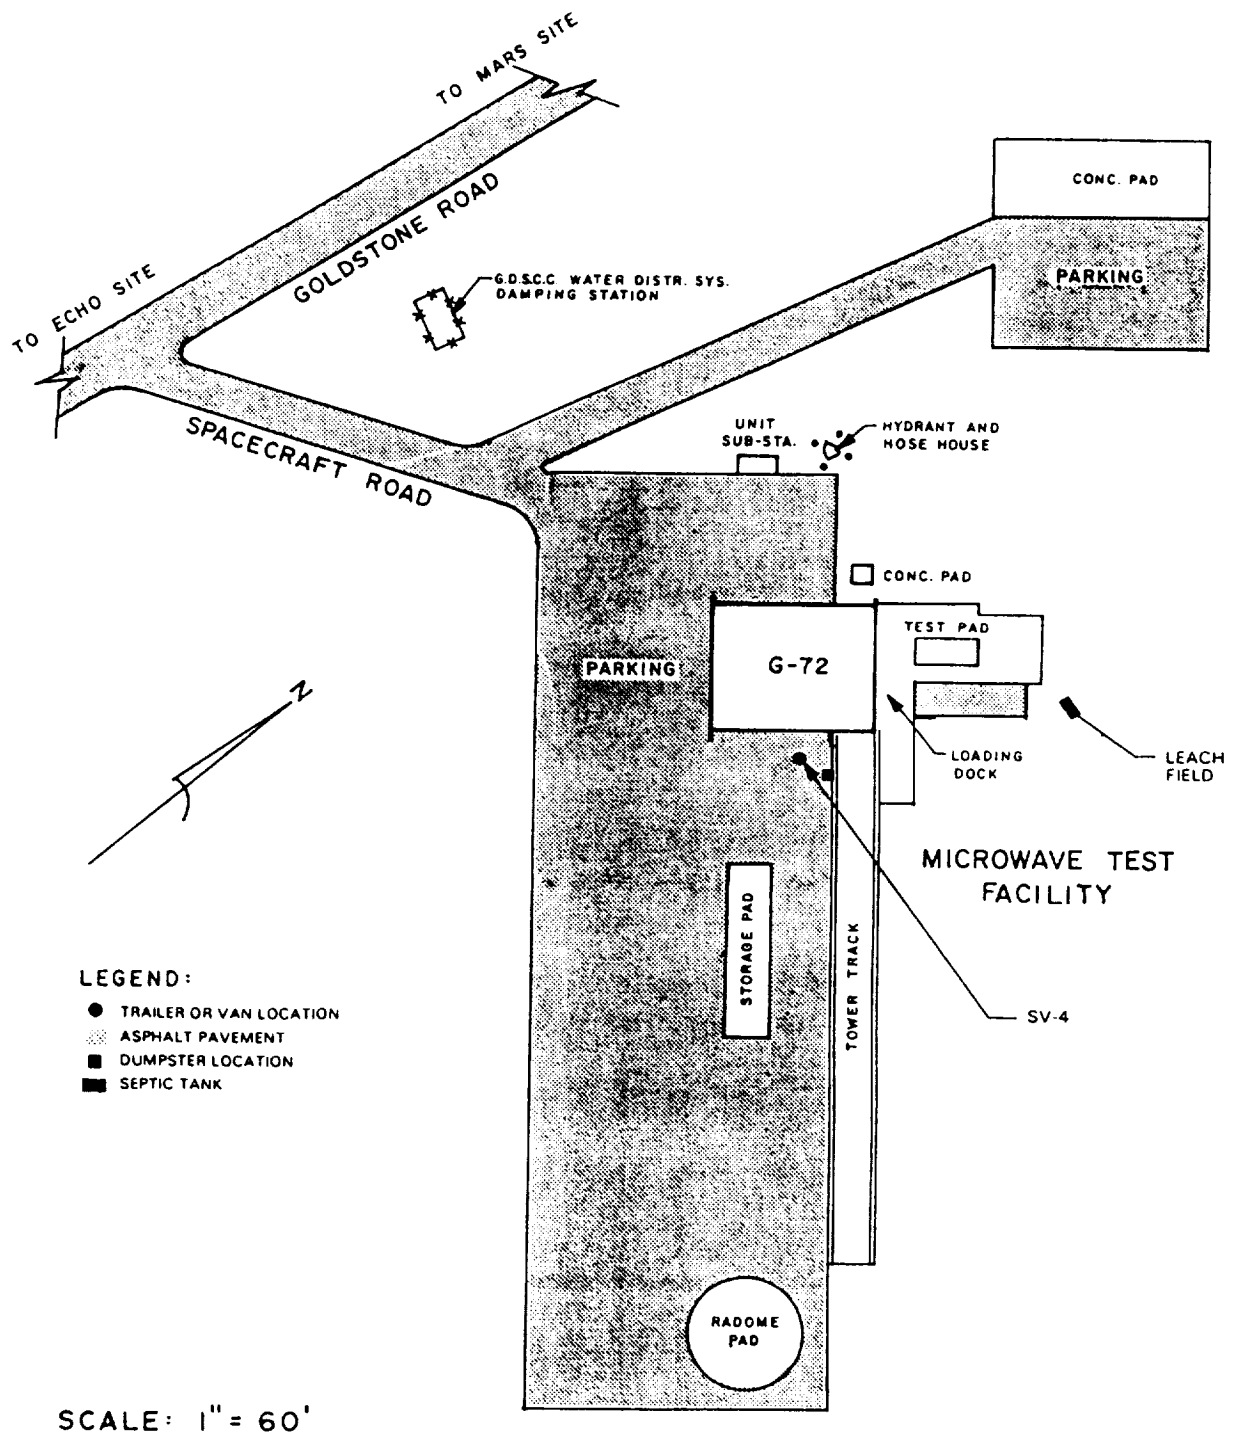 TO MARS SITE
GOLDSTONE ROAD
TO ECHO SITE
G.D.S.C.C. WATER DISTR. SYS.
DAMPING STATION
CONC. PAD
PARKING
SPACECRAFT ROAD
UNIT
SUB-STA.
HYDRANT AND
HOSE HOUSE
CONC. PAD
TEST PAD
PARKING
G-72
N
LOADING
DOCK
LEACH
FIELD
MICROWAVE TEST
FACILITY
STORAGE PAD
TOWER TRACK
SV-4
LEGEND:
TRAILER OR VAN LOCATION
ASPHALT PAVEMENT
DUMPSTER LOCATION
SEPTIC TANK
RADOME
PAD
SCALE: 1" = 60'